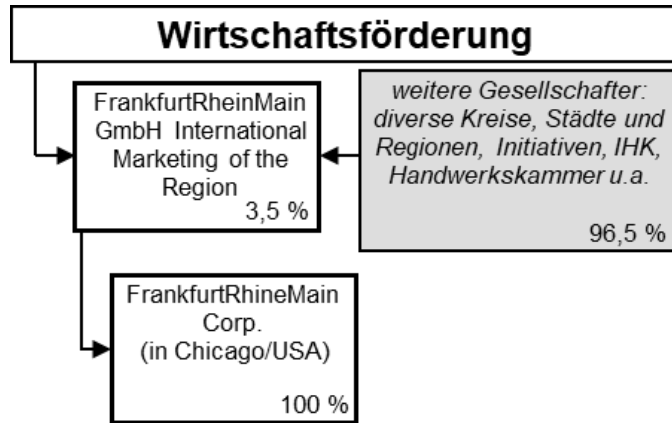 Wirtschaftsförderung
FrankfurtRheinMain
GmbH International
Marketing of the
Region
3,5 %
weitere Gesellschafter:
diverse Kreise, Städte und
Regionen, Initiativen, IHK,
Handwerkskammer u.a.
96,5 %
FrankfurtRhineMain
Corp.
(in Chicago/USA)
100 %